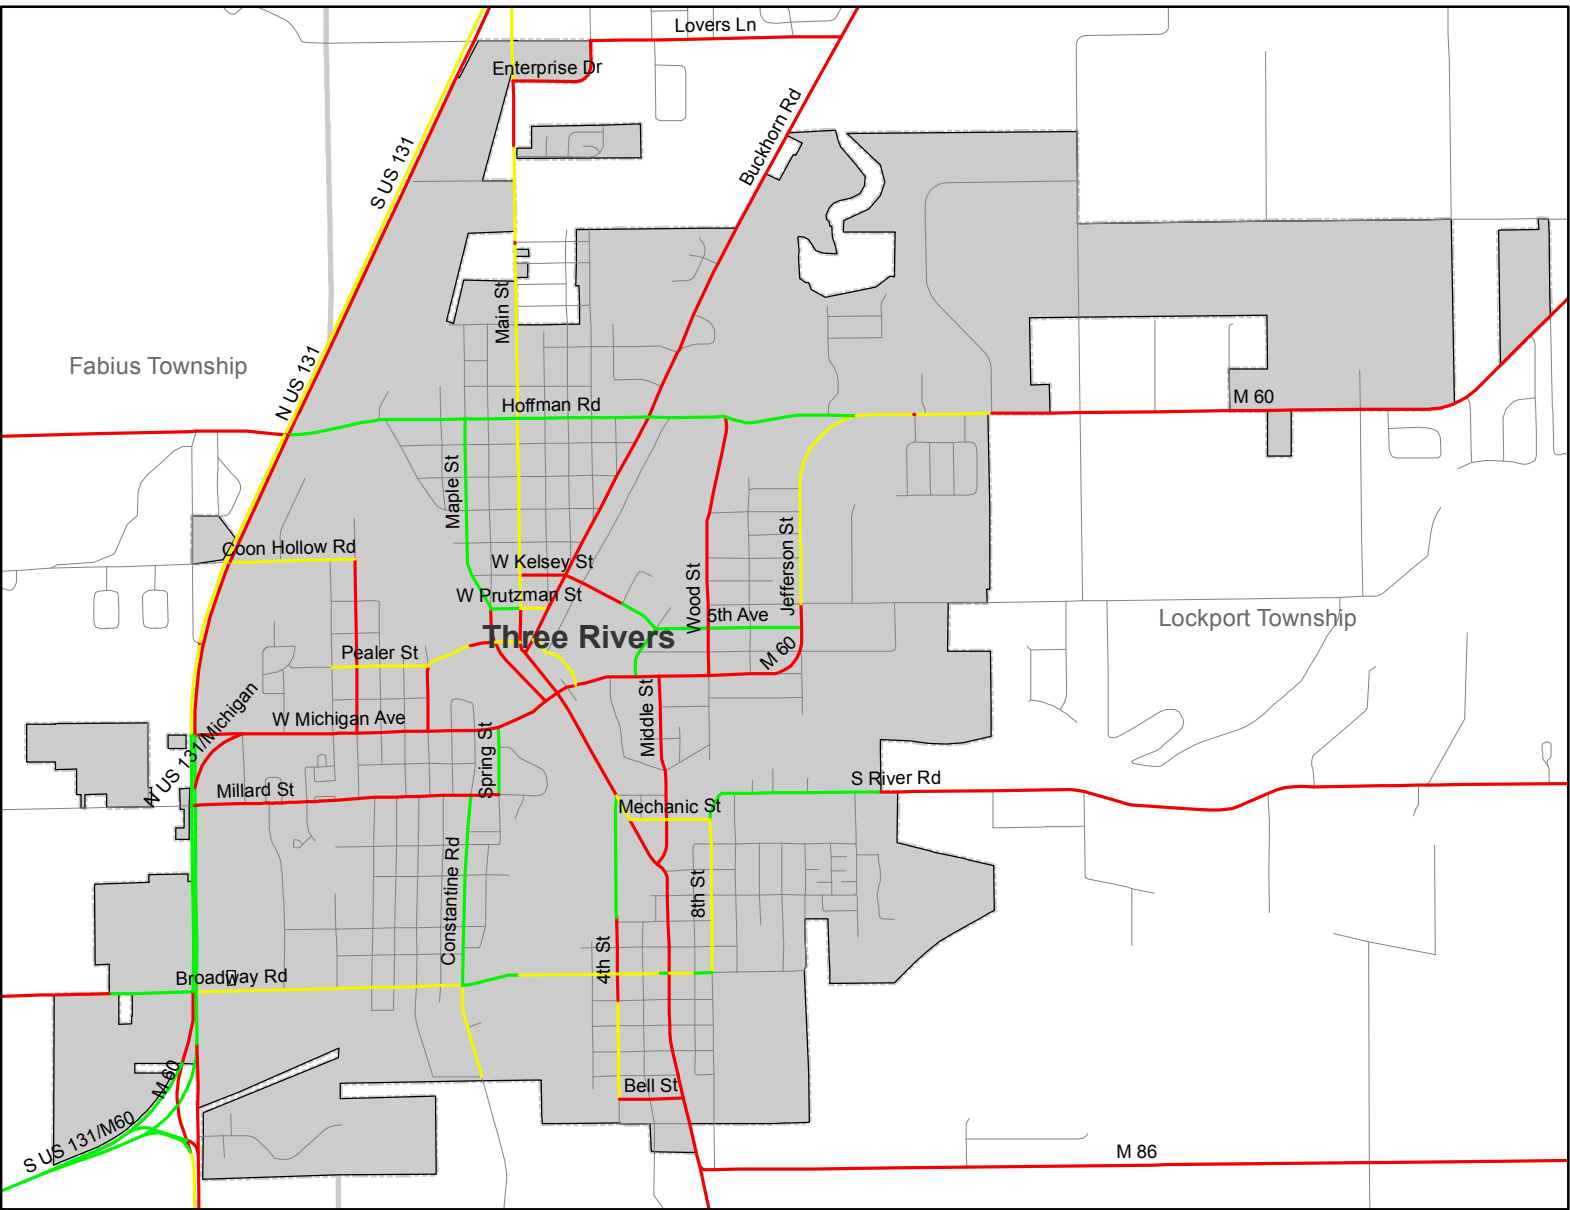 Lovers Ln
Enterprise Dr
Buckhorn Rd
S US 131
Main St
N US 131
Fabius Township
Hoffman Rd
M 60
Maple St
Coon Hollow Rd
W Kelsey St
Jefferson St
W Prutzman St
Wood St
5th Ave
Lockport Township
Three Rivers
Pealer St
M 60
Middle St
W Michigan Ave
N US 131/Michigan
Spring St
S River Rd
Millard St
Mechanic St
Constantine Rd
8th St
4th St
Broadway Rd
M 60
Bell St
S US 131/M60
M 86